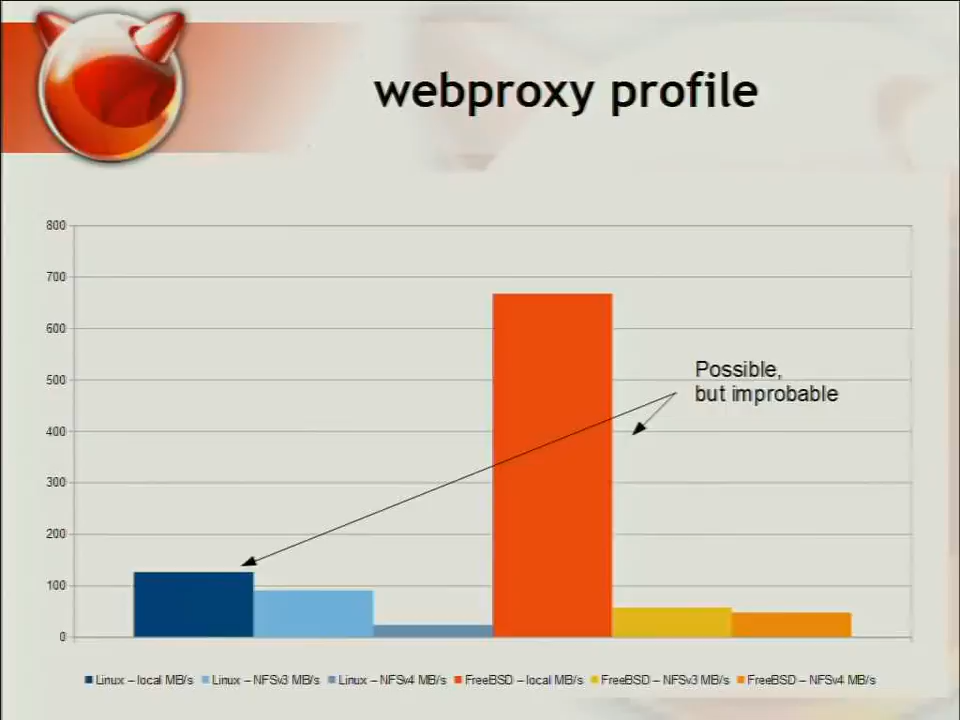 webproxy profile
800
700
600
500
400
300
200
100
0
Possible,
but improbable
Linux – local MB/s Linux – NFSv3 MB/s Linux – NFSv4 MB/s FreeBSD – local MB/s FreeBSD – NFSv3 MB/s FreeBSD – NFSv4 MB/s